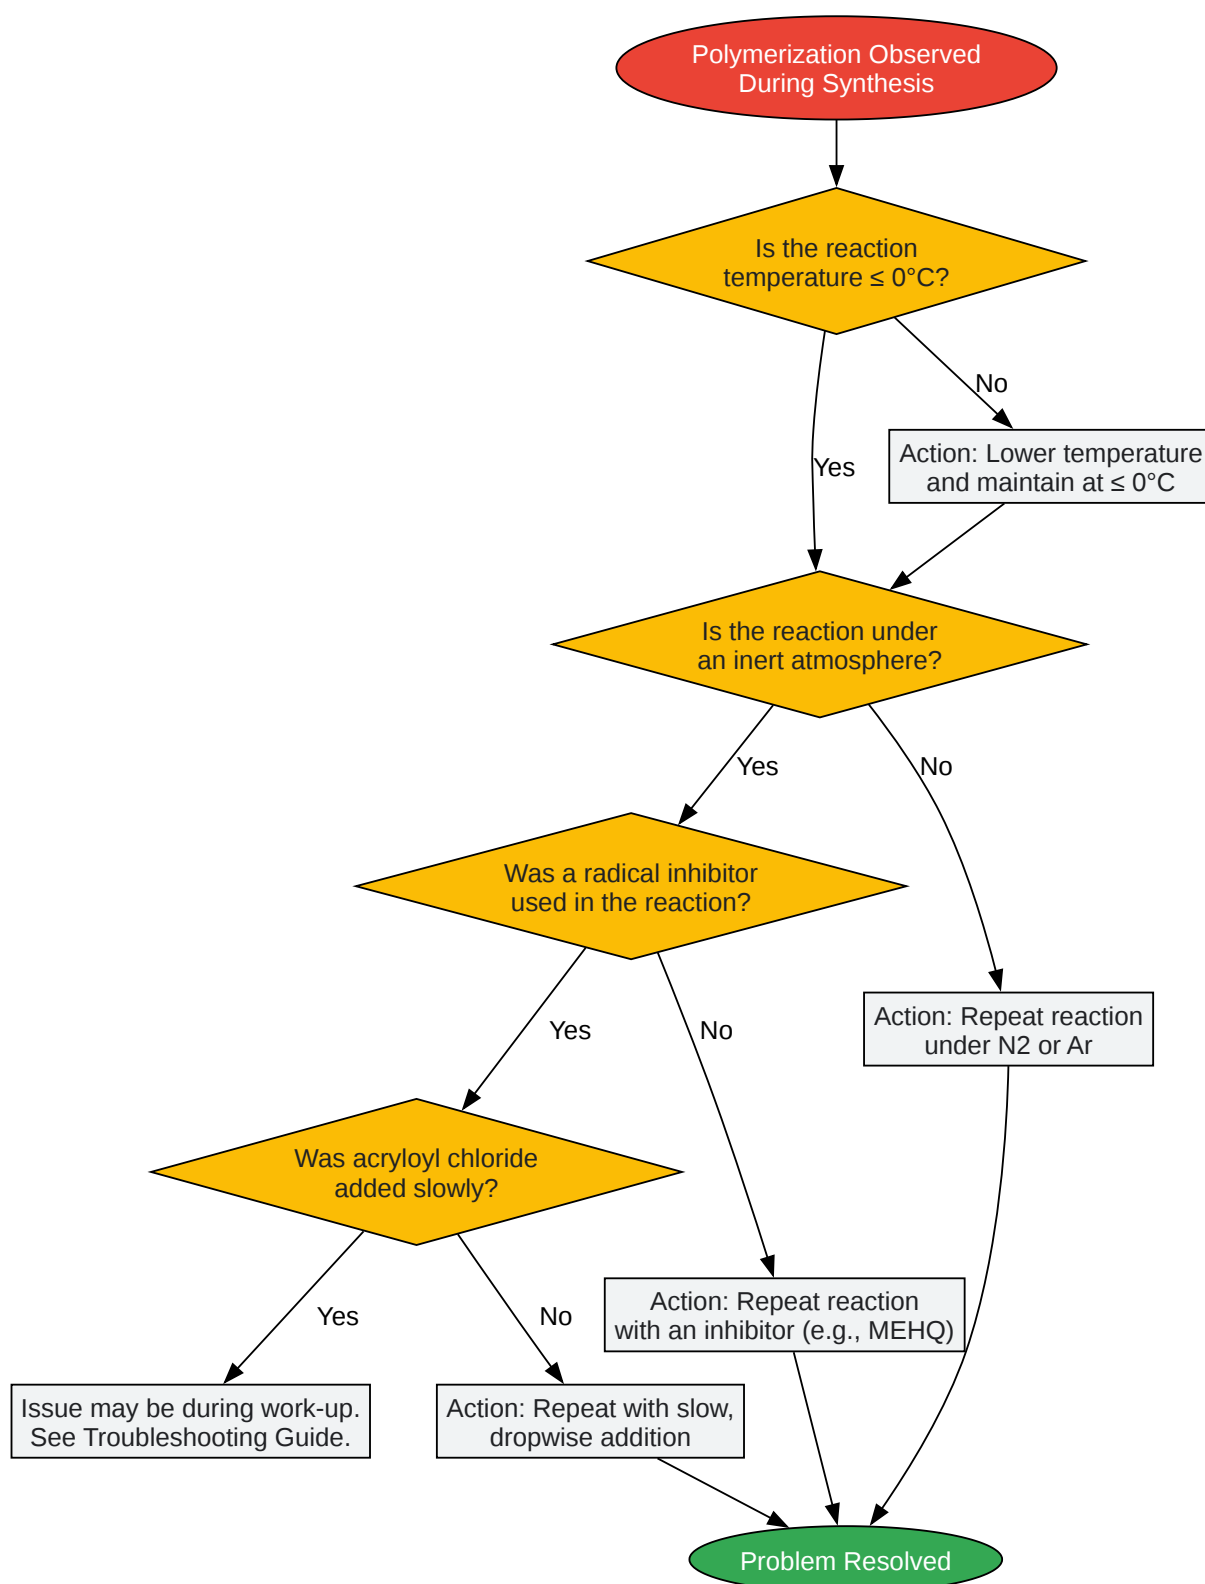 Polymerization Observed
During Synthesis
Is the reaction
temperature ≤ 0°C?
No
Action: Lower temperature
and maintain at ≤ 0°C
Yes
Is the reaction under
an inert atmosphere?
Yes
No
Was a radical inhibitor
used in the reaction?
Action: Repeat reaction
under N2 or Ar
Yes
No
Was acryloyl chloride
added slowly?
Action: Repeat reaction
with an inhibitor (e.g., MEHQ)
Yes
No
Issue may be during work-up.
See Troubleshooting Guide.
Action: Repeat with slow,
dropwise addition
Problem Resolved